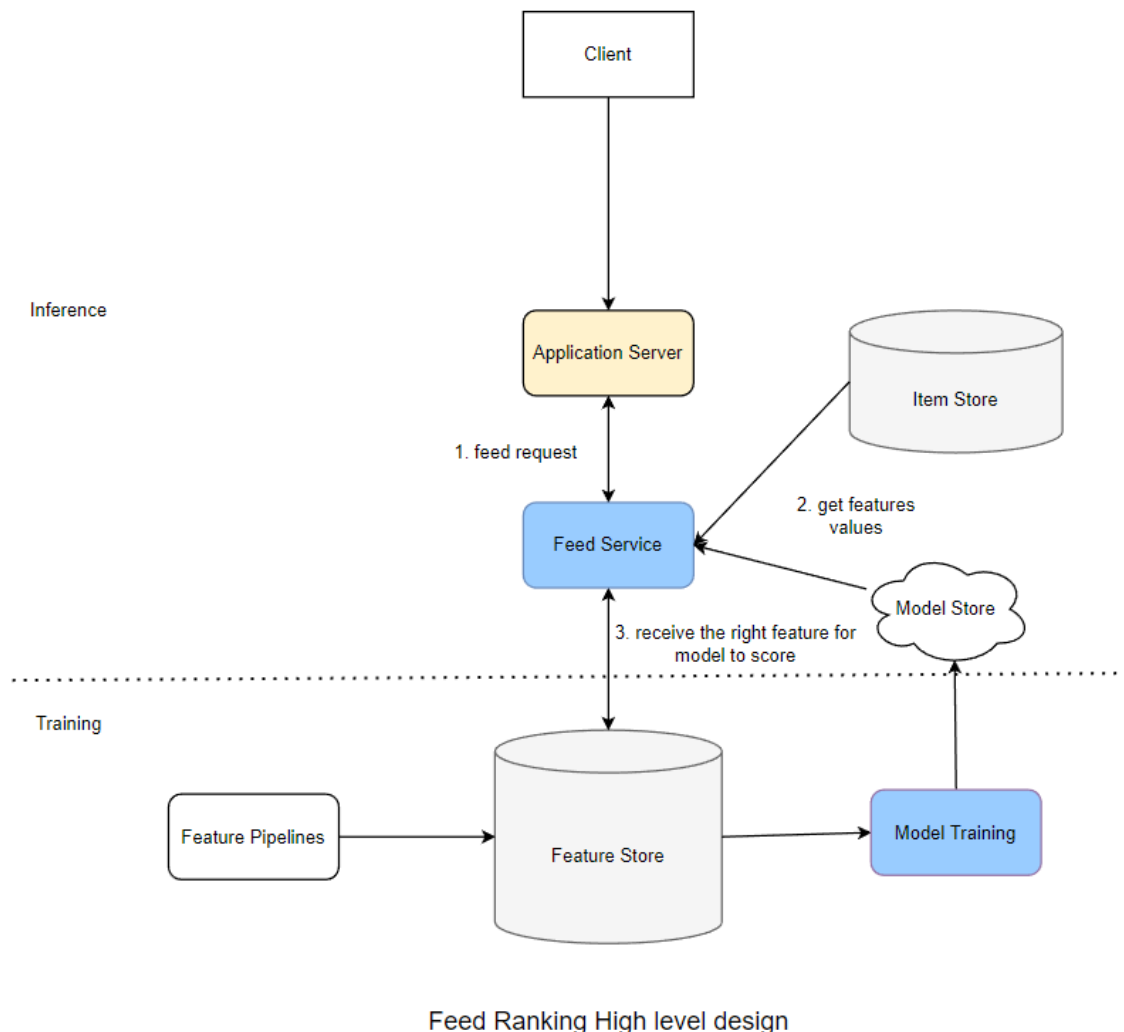 Client
Inference
Application Server
Item Store
1. feed request
2. get features
values
Feed Service
Model Store
3. receive the right feature for
model to score
Training
Feature Pipelines
Feature Store
Model Training
Feed Ranking High level design